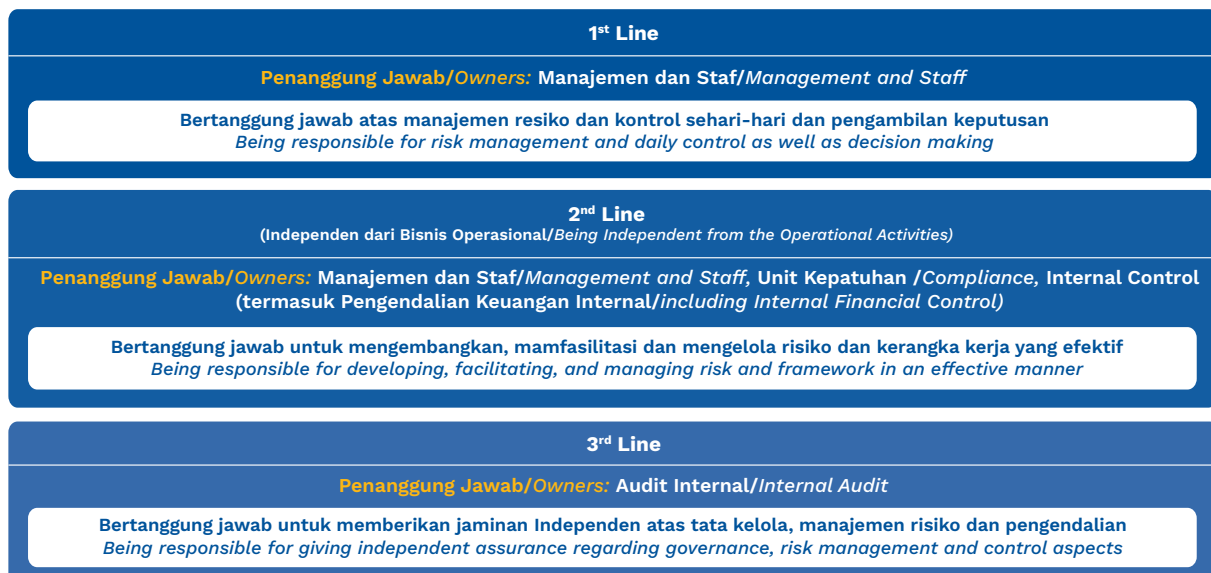 1st Line
Penanggung Jawab/Owners: Manajemen dan Staf/Management and Staff
Bertanggung jawab atas manajemen resiko dan kontrol sehari-hari dan pengambilan keputusan
Being responsible for risk management and daily control as well as decision making
2nd Line
(Independen dari Bisnis Operasional/Being Independent from the Operational Activities)
Penanggung Jawab/Owners: Manajemen dan Staf/Management and Staff, Unit Kepatuhan /Compliance, Internal Control
(termasuk Pengendalian Keuangan Internal/including Internal Financial Control)
Bertanggung jawab untuk mengembangkan, mamfasilitasi dan mengelola risiko dan kerangka kerja yang efektif
Being responsible for developing, facilitating, and managing risk and framework in an effective manner
3rd Line
Penanggung Jawab/Owners: Audit Internal/Internal Audit
Bertanggung jawab untuk memberikan jaminan Independen atas tata kelola, manajemen risiko dan pengendalian
Being responsible for giving independent assurance regarding governance, risk management and control aspects